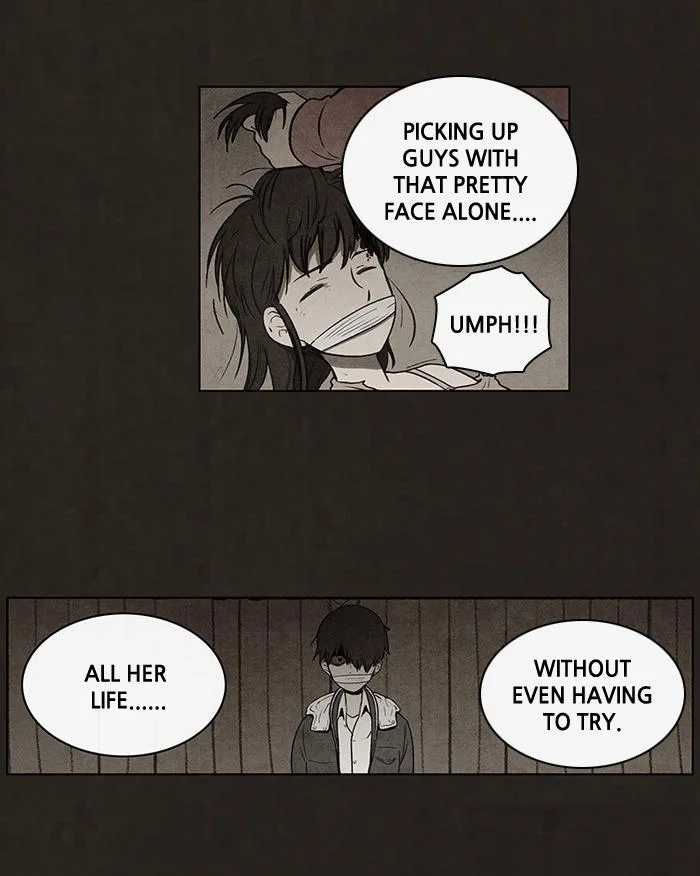 PICKING UP
GUYS WITH
THAT PRETTY
FACE ALONE....
UMPH!!!
ALL HER
LIFE......
WITHOUT
EVEN HAVING
TO TRY.